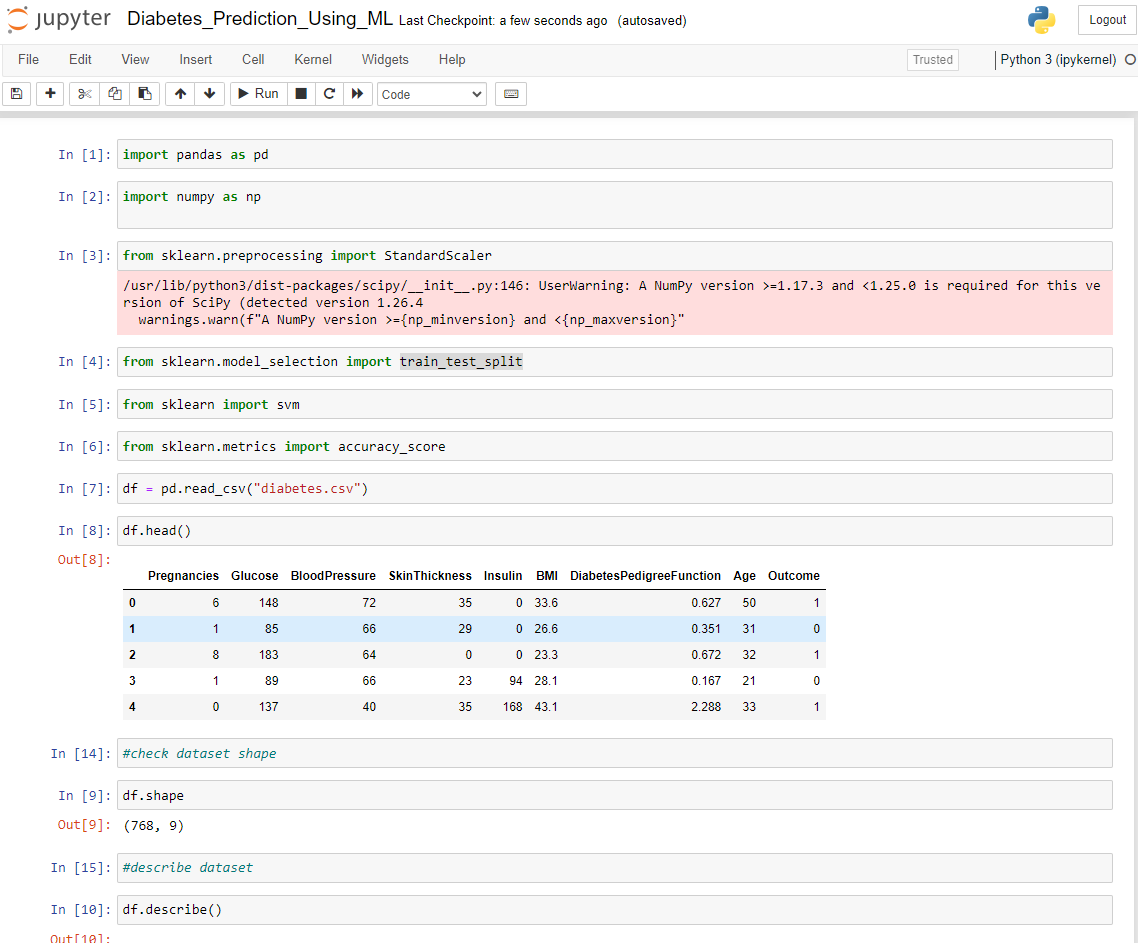 jupyter Diabetes_Prediction_Using_ML Last Checkpoint: a few seconds ago (autosaved) Logout
File Edit View Insert Cell Kernel Widgets Help Trusted Python 3 (ipykernel)
Run Code
In [1]: import pandas as pd
In [2]: import numpy as np
In [3]: from sklearn.preprocessing import StandardScaler
/usr/lib/python3/dist-packages/scipy/__init__.py:146: UserWarning: A NumPy version >=1.17.3 and <1.25.0 is required for this ve
rsion of SciPy (detected version 1.26.4
warnings.warn(f"A NumPy version >={np_minversion} and <{np_maxversion}"
In [4]: from sklearn.model_selection import train_test_split
In [5]: from sklearn import svm
In [6]: from sklearn.metrics import accuracy_score
In [7]: df = pd.read_csv("diabetes.csv")
In [8]: df.head()
Out[8]:
Pregnancies Glucose BloodPressure SkinThickness Insulin BMI DiabetesPedigreeFunction Age Outcome
0 6 148 72 35 0 33.6 0.627 50 1
1 1 85 66 29 0 26.6 0.351 31 0
2 8 183 64 0 0 23.3 0.672 32 1
3 1 89 66 23 94 28.1 0.167 21 0
4 0 137 40 35 168 43.1 2.288 33 1
In [14]: #check dataset shape
In [9]: df.shape
Out[9]: (768, 9)
In [15]: #describe dataset
In [10]: df.describe()
Out[10]: